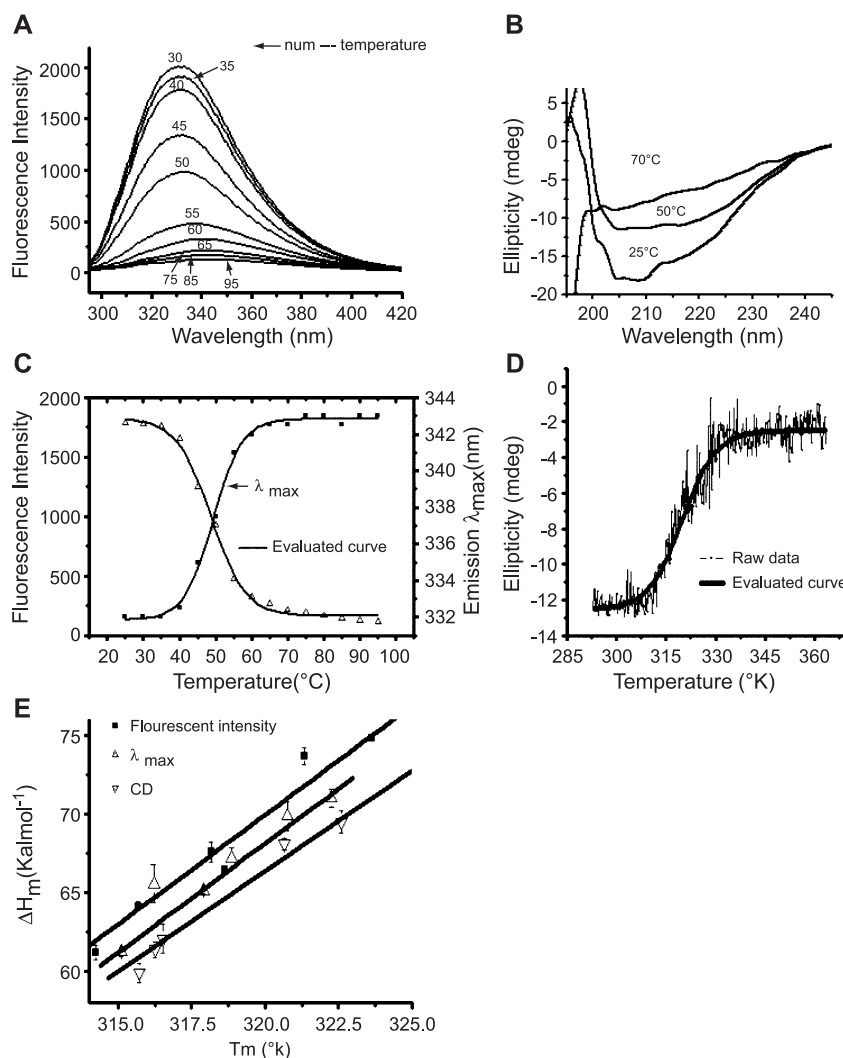 A
num -- temperature
30
35
40
45
50
55
60
65
75
85
95
2000
1500
1000
500
0
Fluorescence Intensity
300 320 340 360 380 400 420
Wavelength (nm)
B
5
0
-5
-10
-15
-20
Ellipticity (mdeg)
70°C
50°C
25°C
200 210 220 230 240
Wavelength (nm)
C
2000
1750
1500
1000
500
250
0
Fluorescence Intensity
λ max
Evaluated curve
344
342
340
338
337
336
334
333
332
Emission λmax(nm)
20 30 40 50 60 70 80 90 100
Temperature(°C)
D
0
-2
-4
-6
-8
-10
-12
-14
Ellipticity (mdeg)
Raw data
Evaluated curve
285 300 315 330 345 360
Temperature (°K)
E
Flourescent intensity
λ max
CD
75
70
65
60
ΔHm(Kalmol-1)
315.0 317.5 320.0 322.5 325.0
Tm (°k)